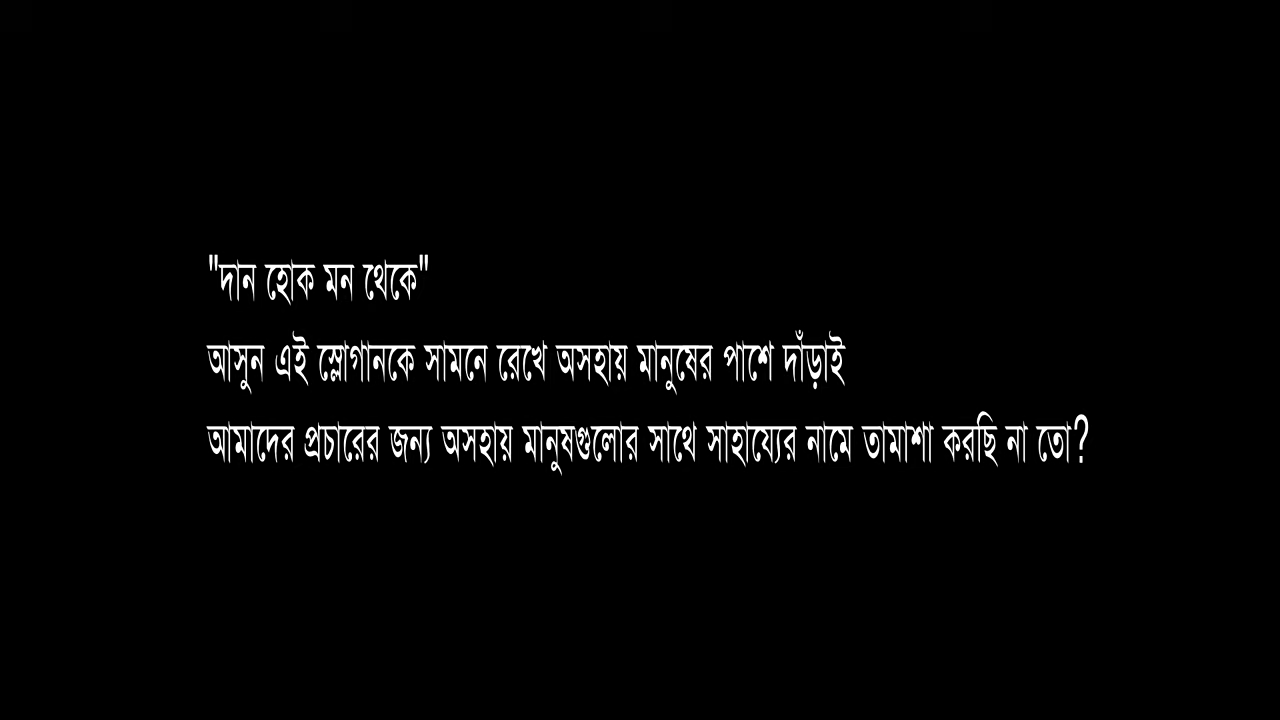 "দান হোক মন থেকে"
আসুন এই স্লোগানকে সামনে রেখে অসহায় মানুষের পাশে দাঁড়াই
আমাদের প্রচারের জন্য অসহায় মানুষগুলোর সাথে সাহায্যের নামে তামাশা করছি না তো?